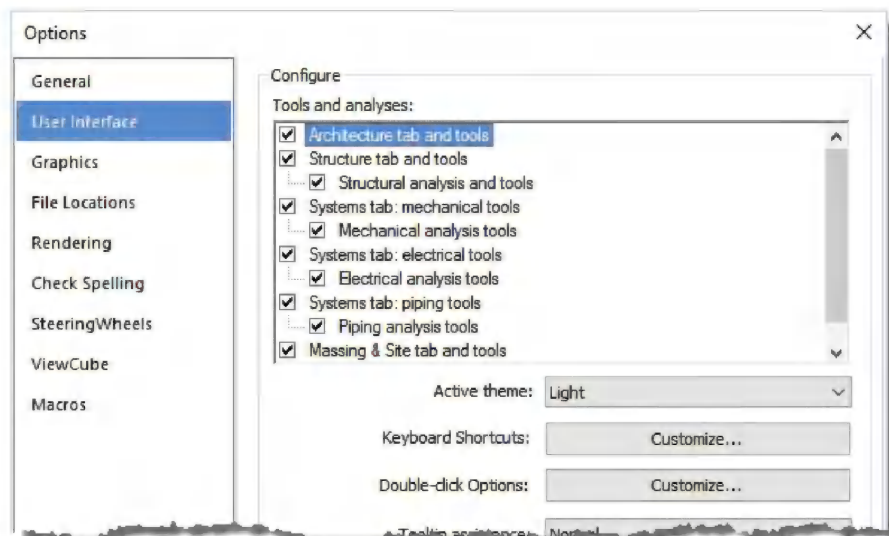 Options
General
User Interface
Graphics
File Locations
Rendering
Check Spelling
SteeringWheels
ViewCube
Macros
Configure
Tools and analyses:
Architecture tab and tools
Structure tab and tools
Structural analysis and tools
Systems tab: mechanical tools
Mechanical analysis tools
Systems tab: electrical tools
Electrical analysis tools
Systems tab: piping tools
Piping analysis tools
Massing & Site tab and tools
Active theme: Light
Keyboard Shortcuts: Customize...
Double-click Options: Customize...
Tooltip assistance: Normal